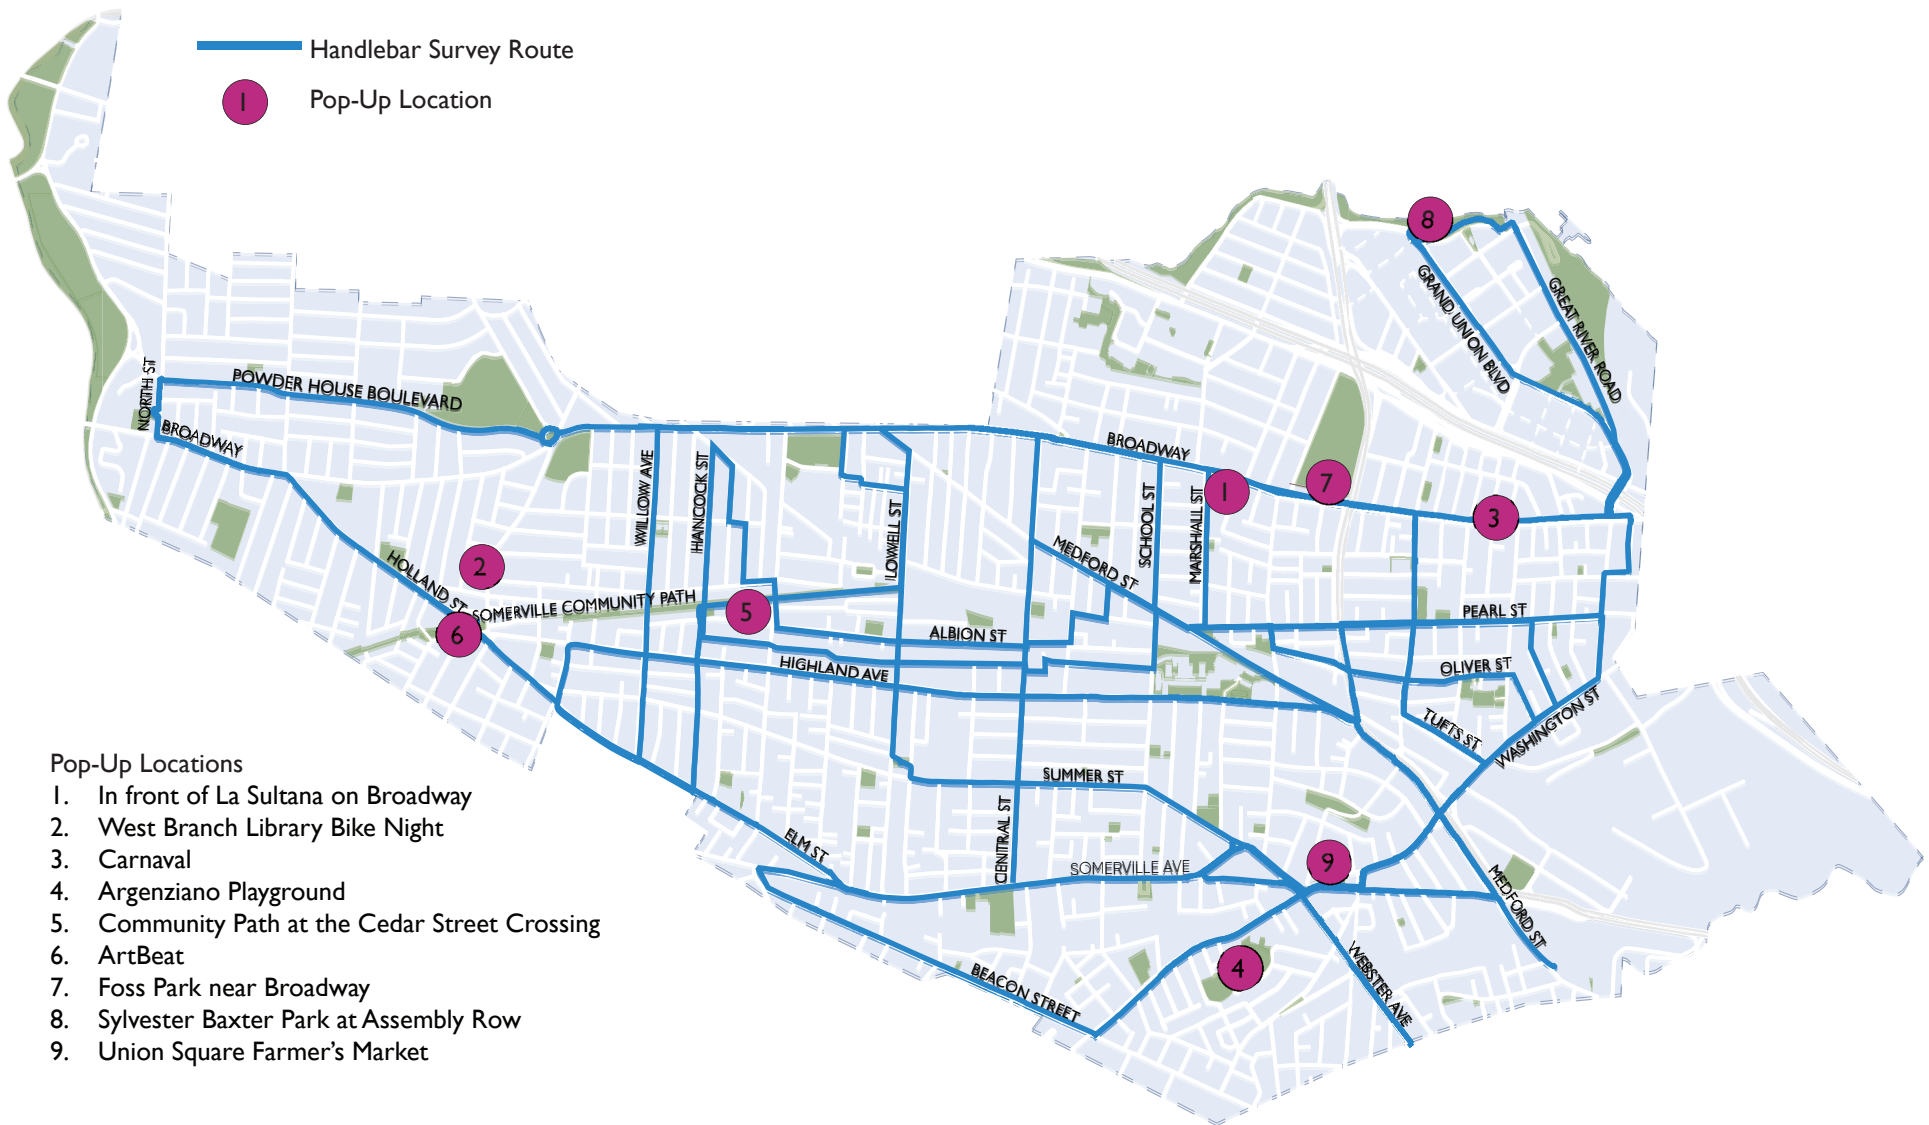 Handlebar Survey Route
1
Pop-Up Location
8
GRAND UNION BLVD
GREAT RIVER ROAD
NORTH ST
POWDER HOUSE BOULEVARD
BROADWAY
BROADWAY
WILLOW AVE
HANCOCK ST
LOWELL ST
SCHOOL ST
MARSHALL ST
1
7
3
MEDFORD ST
2
HOLLAND ST
SOMERVILLE COMMUNITY PATH
5
6
ALBION ST
PEARL ST
HIGHLAND AVE
OLIVER ST
TUFTS ST
WASHINGTON ST
SUMMER ST
CENTRAL ST
ELM ST
SOMERVILLE AVE
9
MEDFORD ST
4
WEBSTER AVE
BEACON STREET
Pop-Up Locations
1. In front of La Sultana on Broadway
2. West Branch Library Bike Night
3. Carnaval
4. Argenziano Playground
5. Community Path at the Cedar Street Crossing
6. ArtBeat
7. Foss Park near Broadway
8. Sylvester Baxter Park at Assembly Row
9. Union Square Farmer's Market